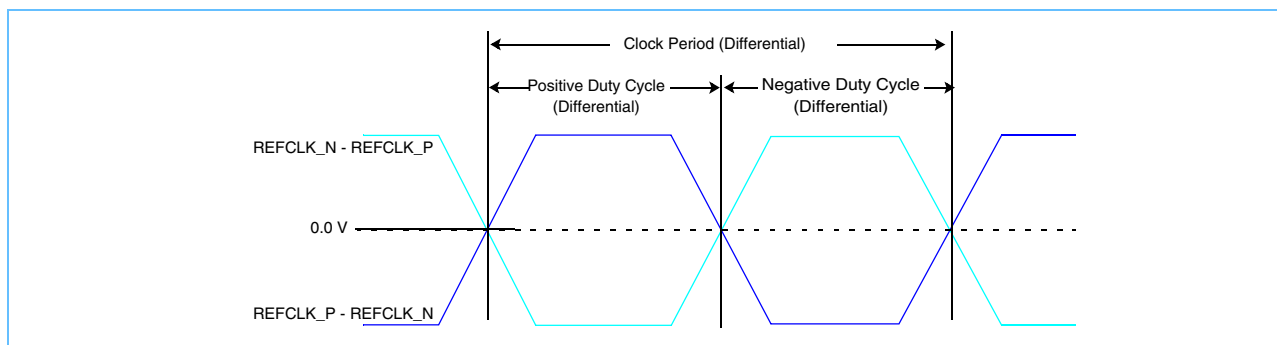 Clock Period (Differential)
Positive Duty Cycle
(Differential)
Negative Duty Cycle
(Differential)
REFCLK_N - REFCLK_P
0.0 V
REFCLK_P - REFCLK_N